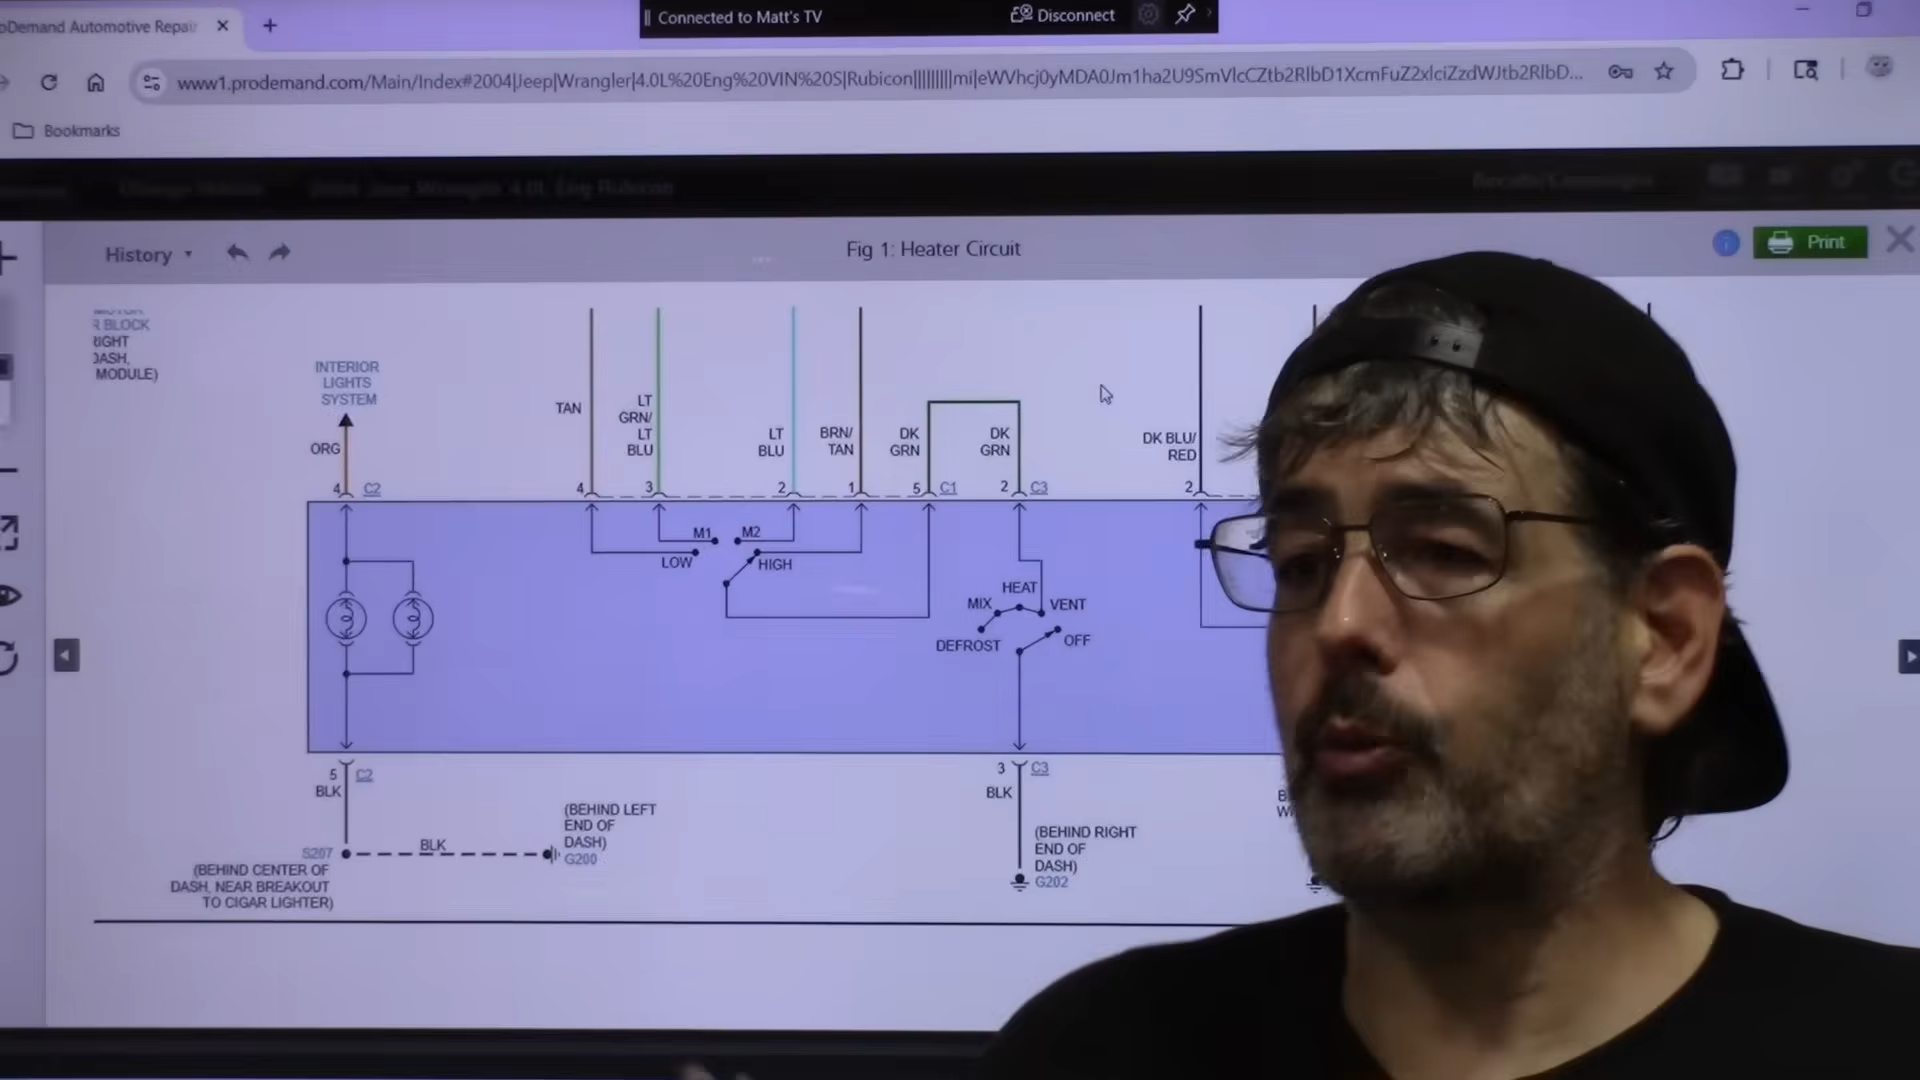 Connected to Matt's TV
Disconnect
oDemand Automotive Repair
www1.prodemand.com/Main/Index#2004|Jeep|Wrangler|4.0L%20Eng%20VIN%20S|Rubicon||||||||||mi|eWVhcj0yMDA0Jm1ha2U9SmVlcCZtb2RlbD1XcmFuZ2xlciZzdWJtb2RlbD...
Bookmarks
History
Fig 1: Heater Circuit
Print
R BLOCK
RIGHT
DASH,
MODULE)
INTERIOR
LIGHTS
SYSTEM
ORG
TAN
LT
GRN/
LT
BLU
LT
BLU
BRN/
TAN
DK
GRN
DK
GRN
DK BLU/
RED
4 C2
4
3
2
1
5 C1
2 C3
2
M1
M2
LOW
HIGH
HEAT
MIX
VENT
DEFROST
OFF
5 C2
BLK
3 C3
BLK
(BEHIND LEFT
END OF
DASH)
G200
BLK
S207
(BEHIND CENTER OF
DASH, NEAR BREAKOUT
TO CIGAR LIGHTER)
(BEHIND RIGHT
END OF
DASH)
G202